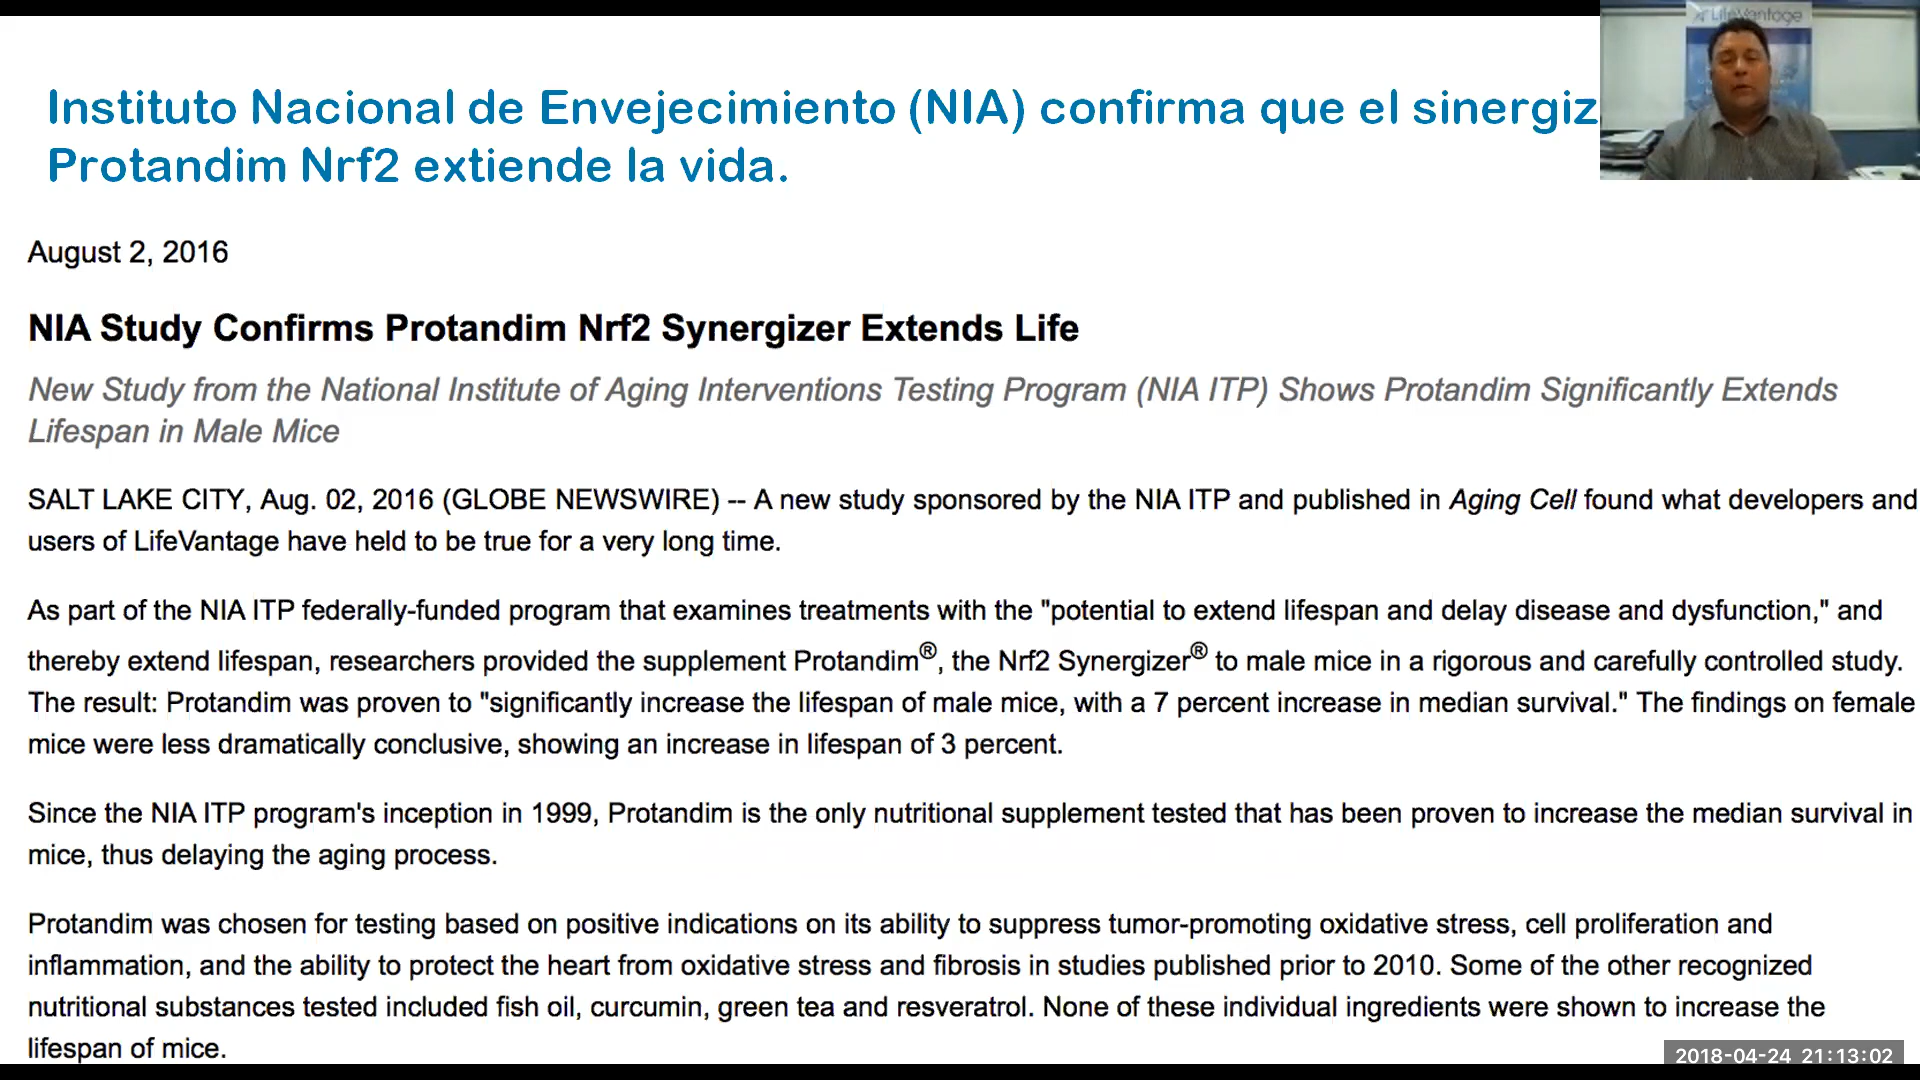 LifeVantage
Instituto Nacional de Envejecimiento (NIA) confirma que el sinergiz
Protandim Nrf2 extiende la vida.
August 2, 2016
NIA Study Confirms Protandim Nrf2 Synergizer Extends Life
New Study from the National Institute of Aging Interventions Testing Program (NIA ITP) Shows Protandim Significantly Extends
Lifespan in Male Mice
SALT LAKE CITY, Aug. 02, 2016 (GLOBE NEWSWIRE) -- A new study sponsored by the NIA ITP and published in Aging Cell found what developers and
users of LifeVantage have held to be true for a very long time.
As part of the NIA ITP federally-funded program that examines treatments with the "potential to extend lifespan and delay disease and dysfunction," and
thereby extend lifespan, researchers provided the supplement Protandim®, the Nrf2 Synergizer® to male mice in a rigorous and carefully controlled study.
The result: Protandim was proven to "significantly increase the lifespan of male mice, with a 7 percent increase in median survival." The findings on female
mice were less dramatically conclusive, showing an increase in lifespan of 3 percent.
Since the NIA ITP program's inception in 1999, Protandim is the only nutritional supplement tested that has been proven to increase the median survival in
mice, thus delaying the aging process.
Protandim was chosen for testing based on positive indications on its ability to suppress tumor-promoting oxidative stress, cell proliferation and
inflammation, and the ability to protect the heart from oxidative stress and fibrosis in studies published prior to 2010. Some of the other recognized
nutritional substances tested included fish oil, curcumin, green tea and resveratrol. None of these individual ingredients were shown to increase the
lifespan of mice.
2018-04-24 21:13:02